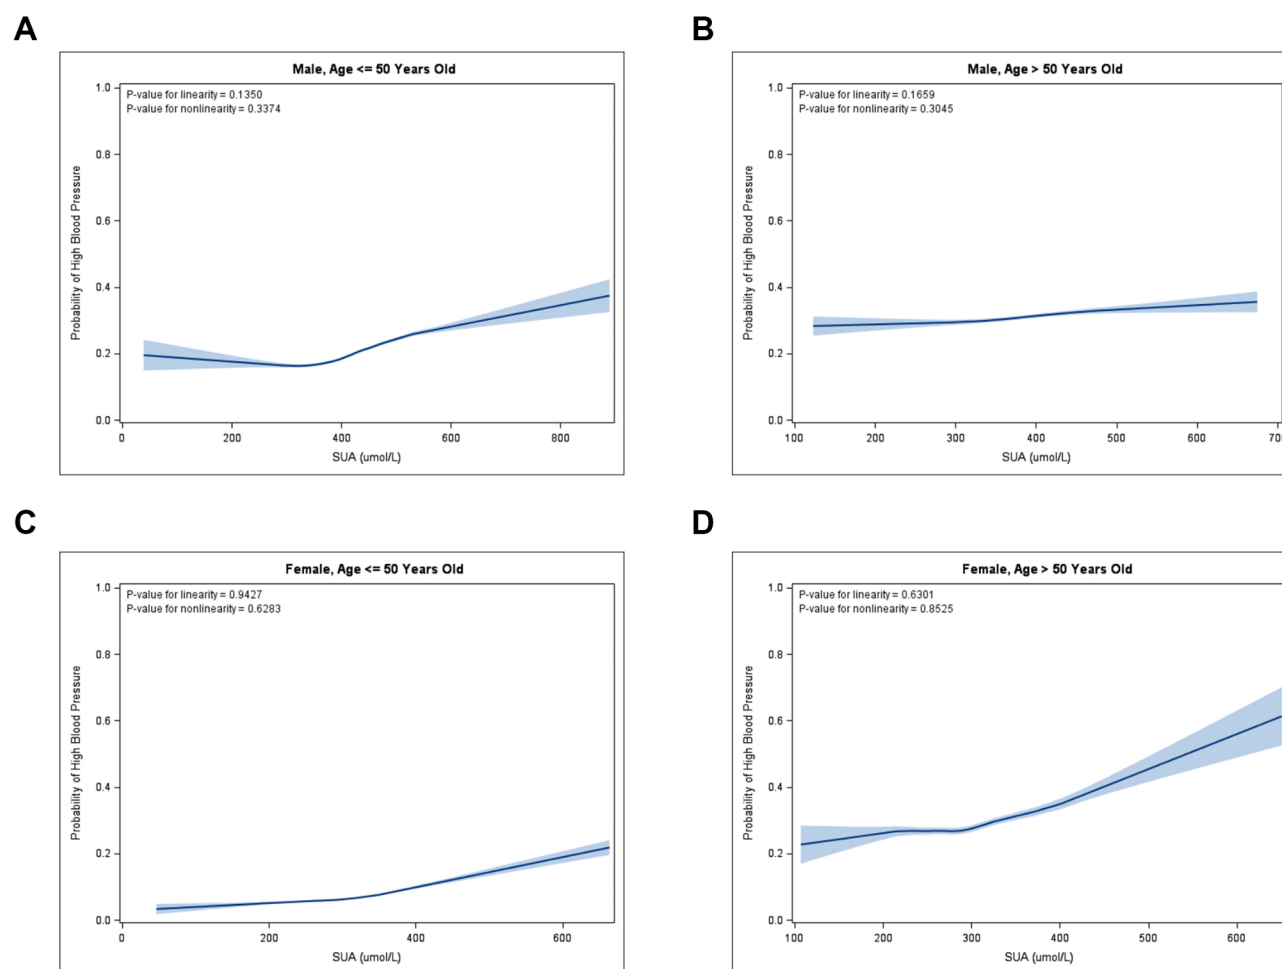 A
Male, Age <= 50 Years Old
P-value for linearity = 0.1350
P-value for nonlinearity = 0.3374
Probability of High Blood Pressure
1.0
0.8
0.6
0.4
0.2
0.0
0 200 400 600 800
SUA (umol/L)
B
Male, Age > 50 Years Old
P-value for linearity = 0.1659
P-value for nonlinearity = 0.3045
Probability of High Blood Pressure
1.0
0.8
0.6
0.4
0.2
0.0
100 200 300 400 500 600
SUA (umol/L)
C
Female, Age <= 50 Years Old
P-value for linearity = 0.9427
P-value for nonlinearity = 0.6283
Probability of High Blood Pressure
1.0
0.8
0.6
0.4
0.2
0.0
0 200 400 600
SUA (umol/L)
D
Female, Age > 50 Years Old
P-value for linearity = 0.6301
P-value for nonlinearity = 0.8525
Probability of High Blood Pressure
1.0
0.8
0.6
0.4
0.2
0.0
100 200 300 400 500 600
SUA (umol/L)